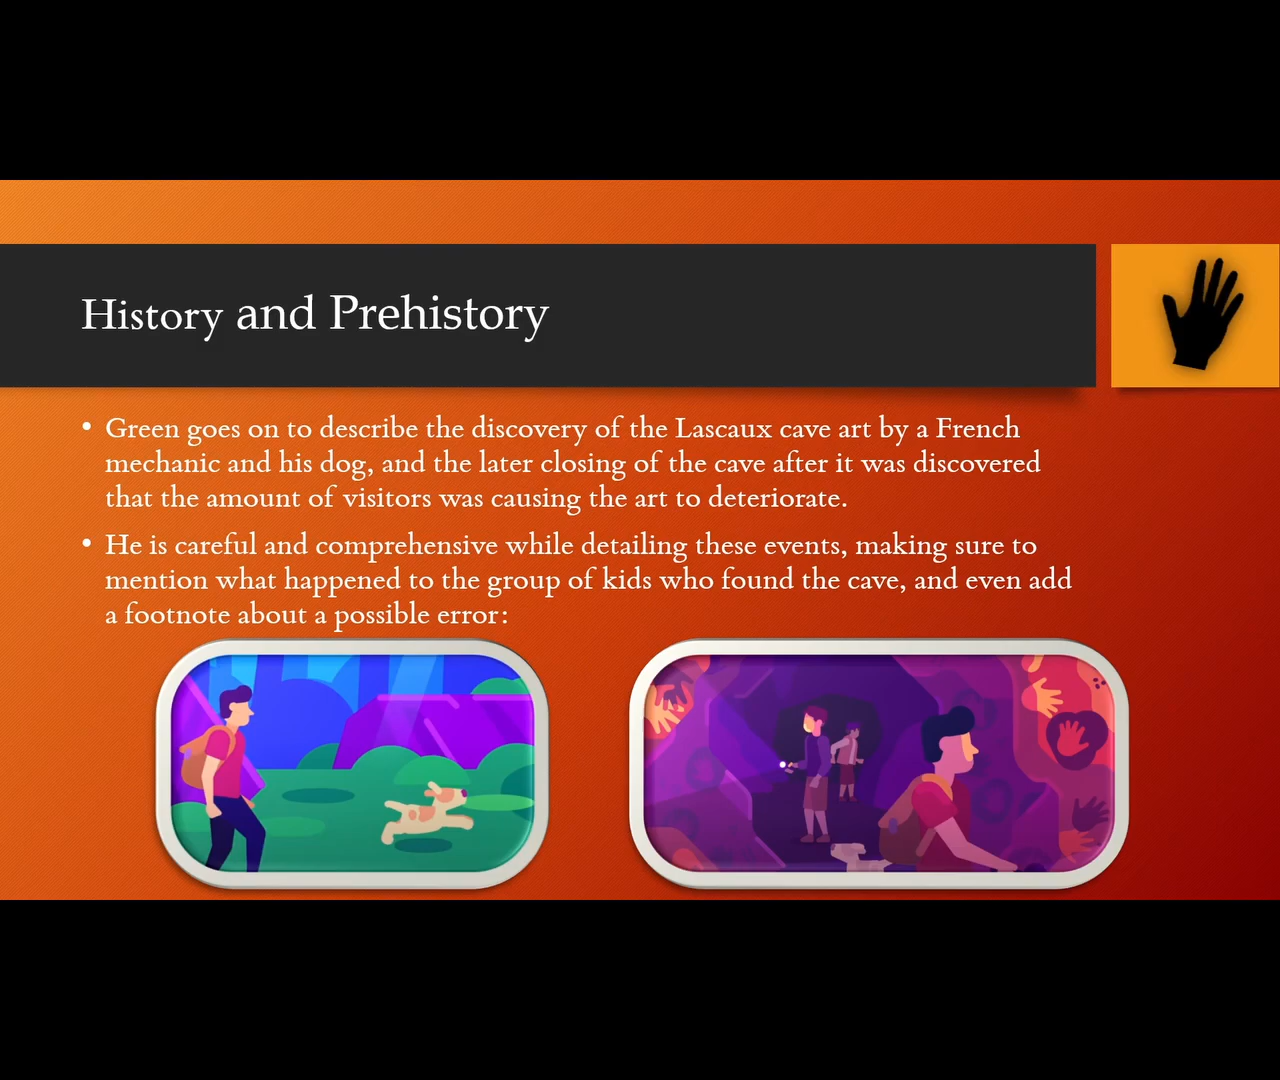 History and Prehistory
• Green goes on to describe the discovery of the Lascaux cave art by a French
mechanic and his dog, and the later closing of the cave after it was discovered
that the amount of visitors was causing the art to deteriorate.
• He is careful and comprehensive while detailing these events, making sure to
mention what happened to the group of kids who found the cave, and even add
a footnote about a possible error: